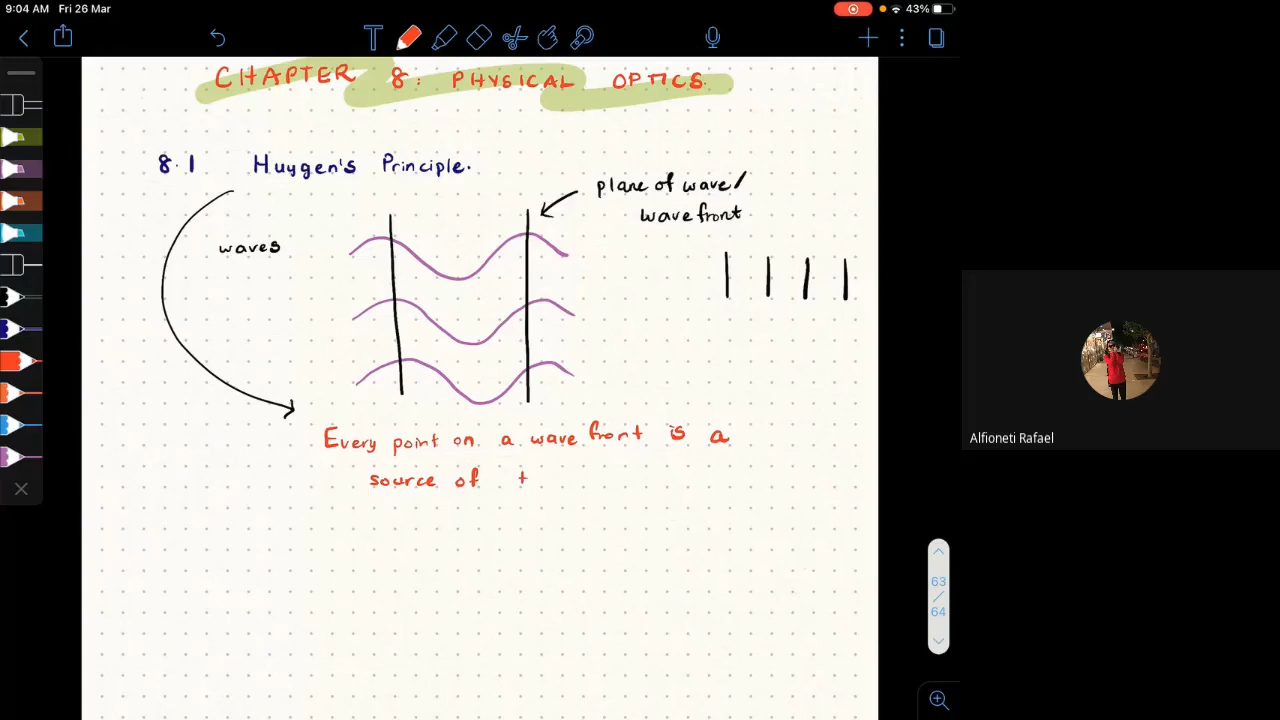 9:04 AM Fri 26 Mar
43%
CHAPTER 8: PHYSICAL OPTICS
8.1 Huygen's Principle.
plane of wave/
wavefront
waves
Every point on a wavefront is a
source of t
Alfioneti Rafael
63
/
64